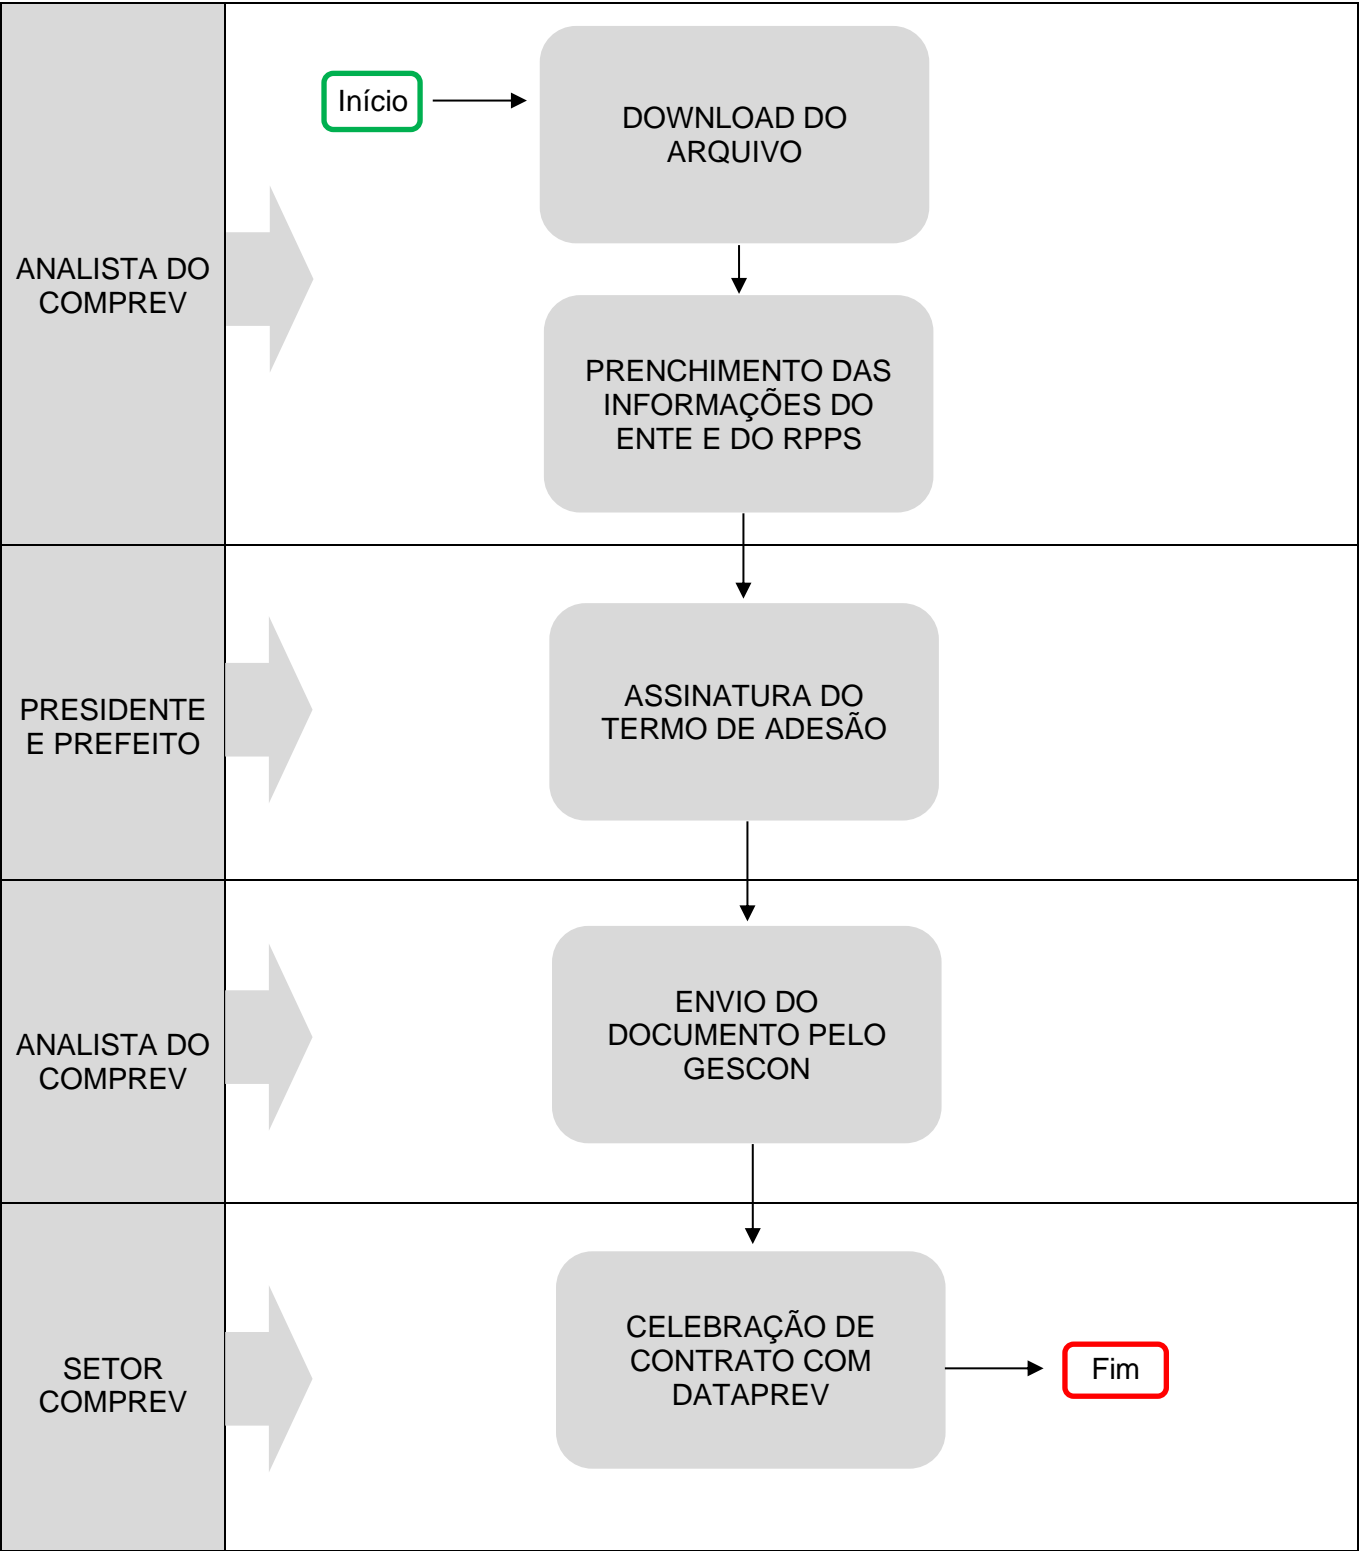 Início
DOWNLOAD DO
ARQUIVO
ANALISTA DO
COMPREV
PRENCHIMENTO DAS
INFORMAÇÕES DO
ENTE E DO RPPS
PRESIDENTE
E PREFEITO
ASSINATURA DO
TERMO DE ADESÃO
ANALISTA DO
COMPREV
ENVIO DO
DOCUMENTO PELO
GESCON
SETOR
COMPREV
CELEBRAÇÃO DE
CONTRATO COM
DATAPREV
Fim